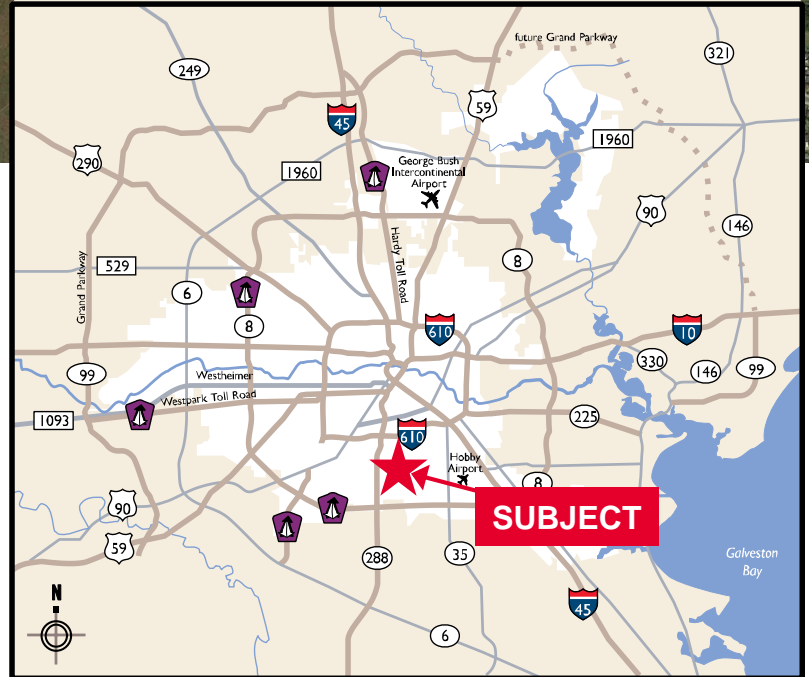 future Grand Parkway
321
249
59
45
1960
290
1960
George Bush
Intercontinental
Airport
90
146
Hardy Toll Road
8
529
Grand Parkway
6
8
610
10
330
146
99
99
Westheimer
Westpark Toll Road
1093
225
610
Hobby
Airport
8
SUBJECT
90
59
288
35
Galveston
Bay
N
45
6